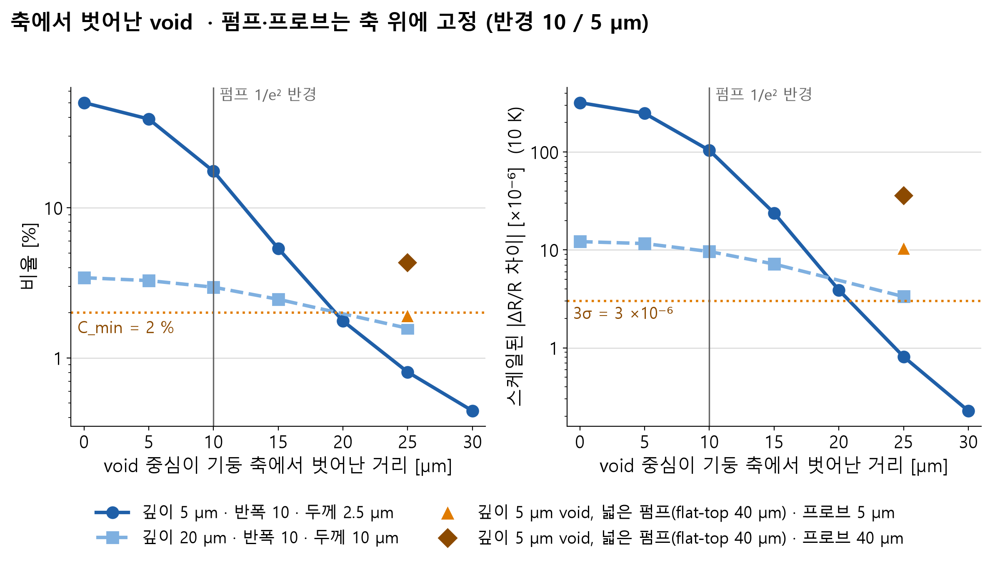 축에서 벗어난 void · 펌프·프로브는 축 위에 고정 (반경 10 / 5 µm)
비율 [%]
10
1
펌프 1/e² 반경
C_min = 2 %
0 5 10 15 20 25 30
void 중심이 기둥 축에서 벗어난 거리 [µm]
스케일된 |ΔR/R 차이| [×10⁻⁶] (10 K)
100
10
1
펌프 1/e² 반경
3σ = 3 ×10⁻⁶
0 5 10 15 20 25 30
void 중심이 기둥 축에서 벗어난 거리 [µm]
깊이 5 µm · 반폭 10 · 두께 2.5 µm
깊이 20 µm · 반폭 10 · 두께 10 µm
깊이 5 µm void, 넓은 펌프(flat-top 40 µm) · 프로브 5 µm
깊이 5 µm void, 넓은 펌프(flat-top 40 µm) · 프로브 40 µm